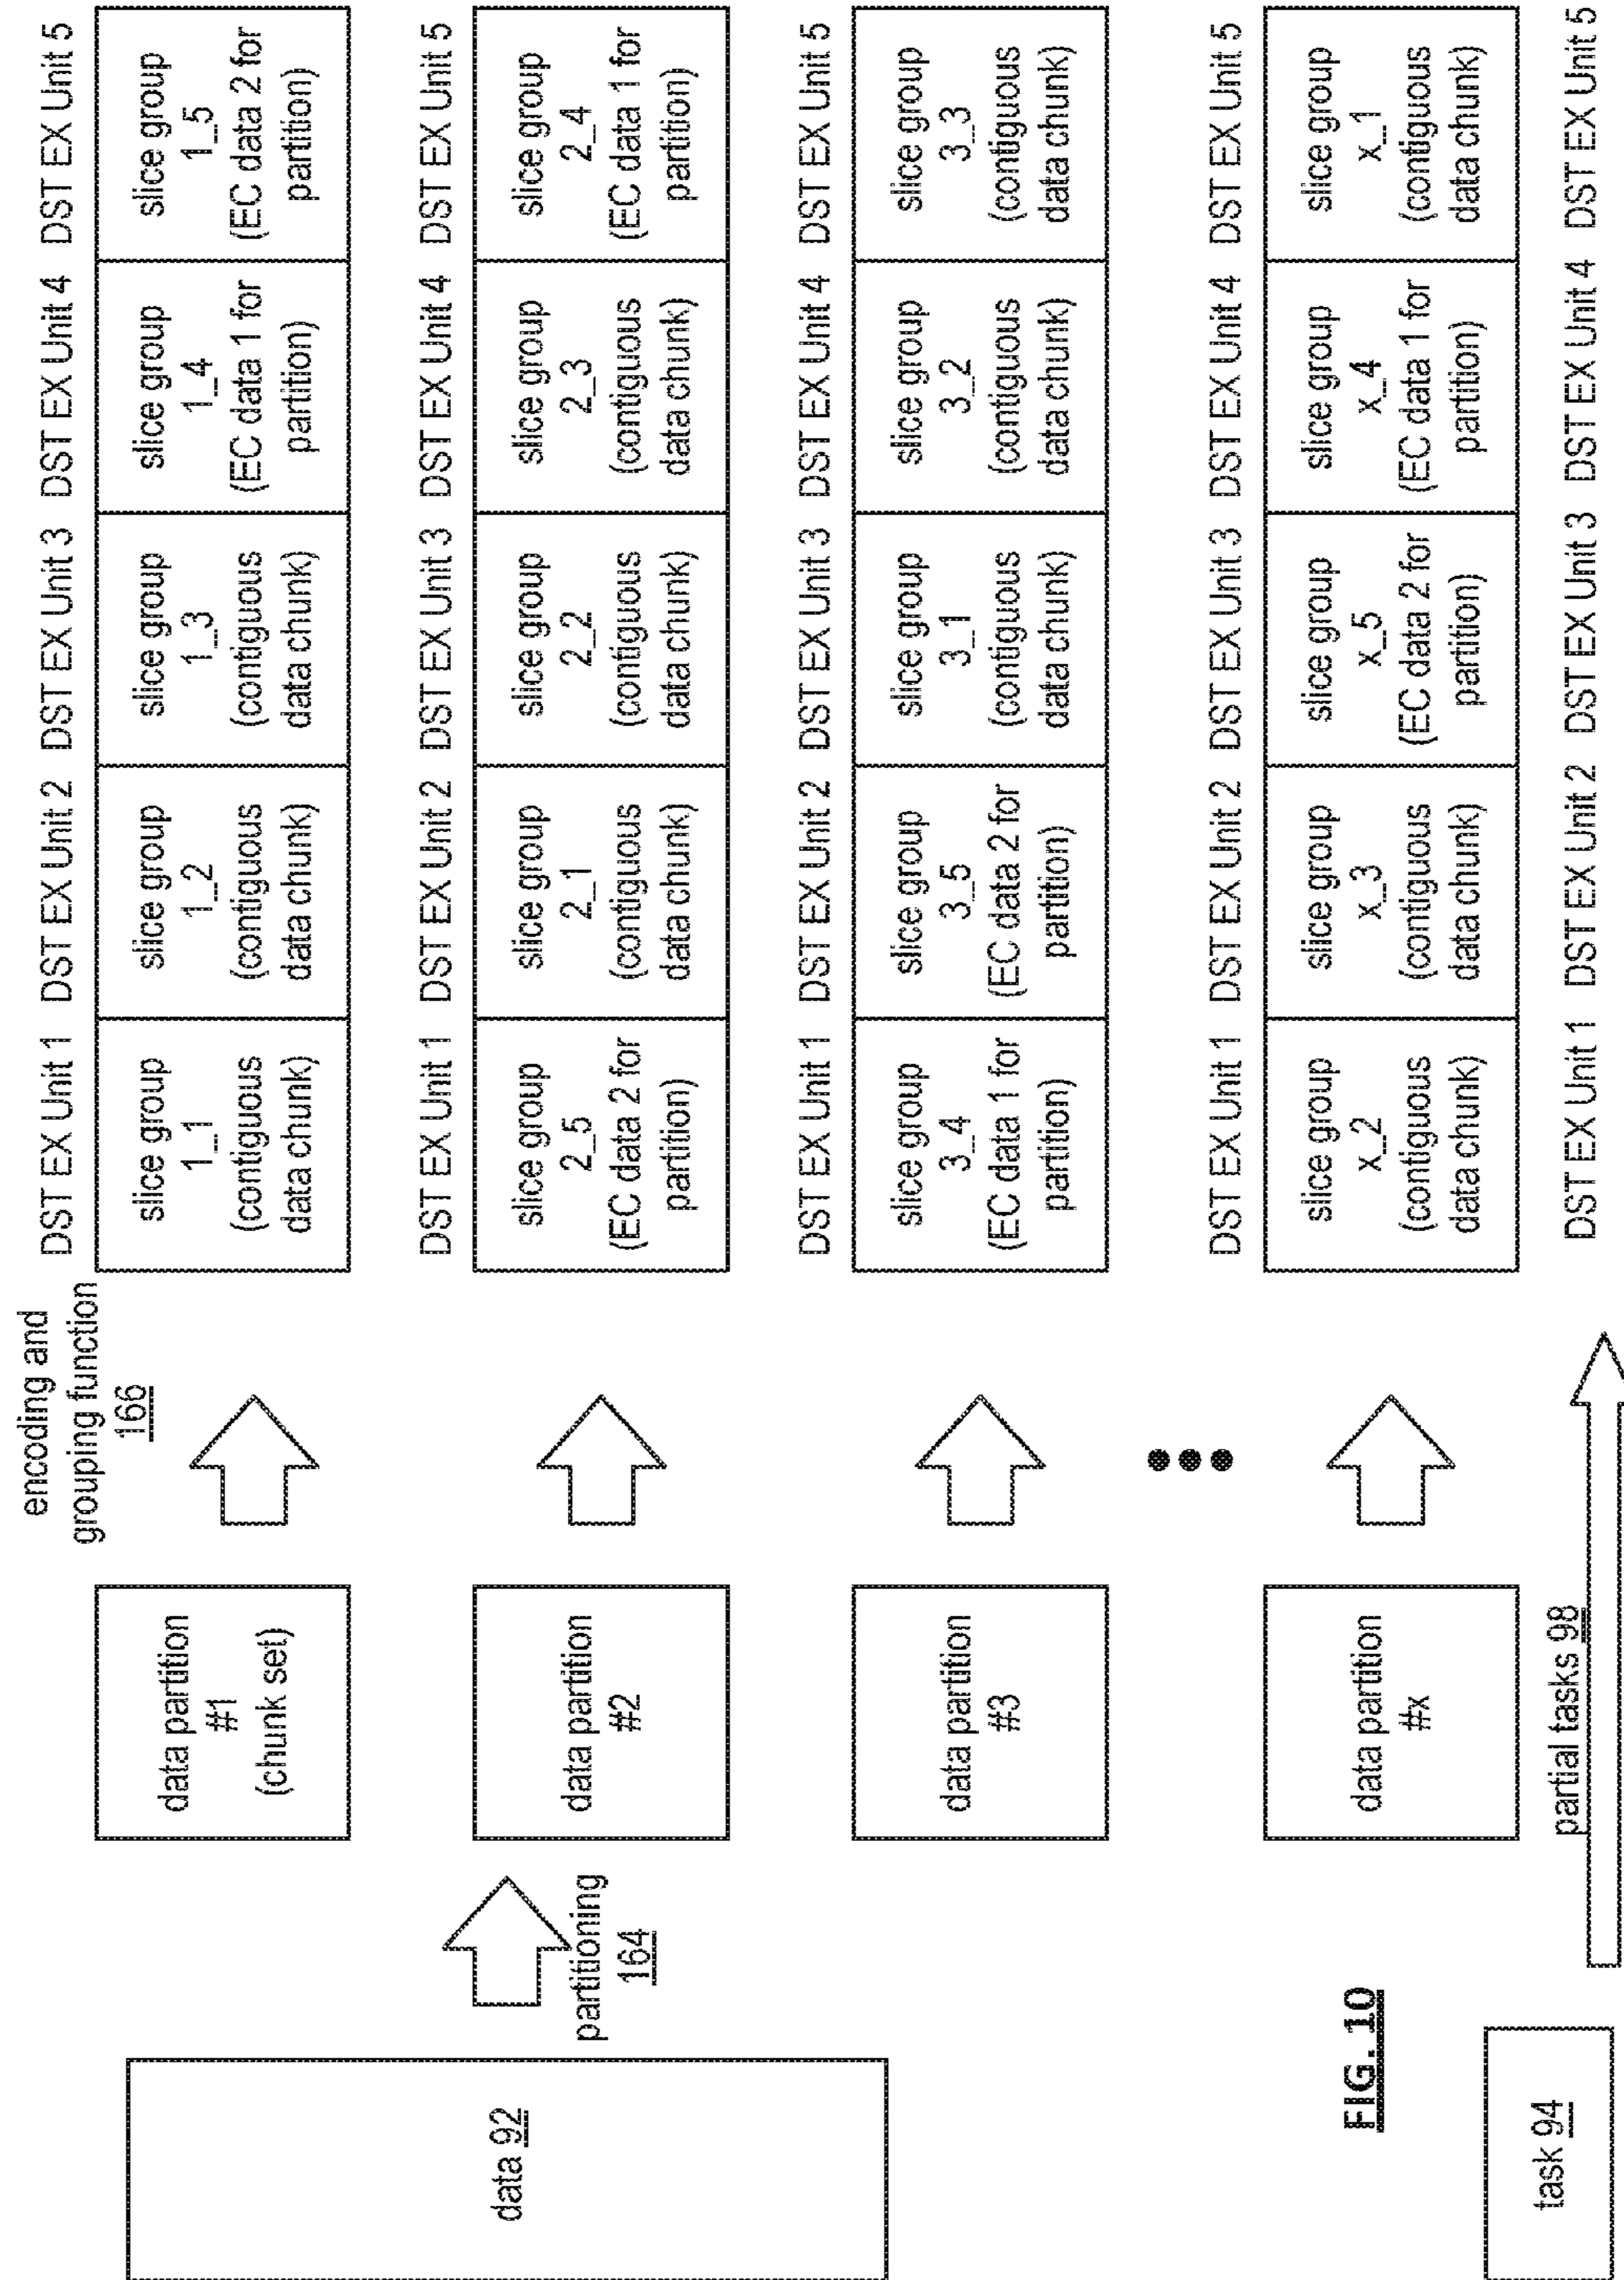 encoding and
grouping function
166
data 92
partitioning
164
data partition
#1
(chunk set)
DST EX Unit 1 DST EX Unit 2 DST EX Unit 3 DST EX Unit 4 DST EX Unit 5
slice group
1_1
(contiguous
data chunk)
slice group
1_2
(contiguous
data chunk)
slice group
1_3
(contiguous
data chunk)
slice group
1_4
(EC data 1 for
partition)
slice group
1_5
(EC data 2 for
partition)
data partition
#2
DST EX Unit 1 DST EX Unit 2 DST EX Unit 3 DST EX Unit 4 DST EX Unit 5
slice group
2_5
(EC data 2 for
partition)
slice group
2_1
(contiguous
data chunk)
slice group
2_2
(contiguous
data chunk)
slice group
2_3
(contiguous
data chunk)
slice group
2_4
(EC data 1 for
partition)
data partition
#3
DST EX Unit 1 DST EX Unit 2 DST EX Unit 3 DST EX Unit 4 DST EX Unit 5
slice group
3_4
(EC data 1 for
partition)
slice group
3_5
(EC data 2 for
partition)
slice group
3_1
(contiguous
data chunk)
slice group
3_2
(contiguous
data chunk)
slice group
3_3
(contiguous
data chunk)
data partition
#x
DST EX Unit 1 DST EX Unit 2 DST EX Unit 3 DST EX Unit 4 DST EX Unit 5
slice group
x_2
(contiguous
data chunk)
slice group
x_3
(contiguous
data chunk)
slice group
x_5
(EC data 2 for
partition)
slice group
x_4
(EC data 1 for
partition)
slice group
x_1
(contiguous
data chunk)
FIG. 10
task 94
partial tasks 98
DST EX Unit 1 DST EX Unit 2 DST EX Unit 3 DST EX Unit 4 DST EX Unit 5